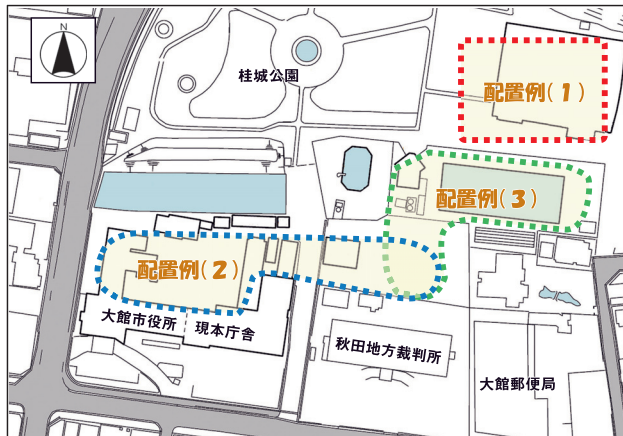 桂城公園
配置例(1)
配置例(3)
配置例(2)
大館市役所
現本庁舎
秋田地方裁判所
大館郵便局